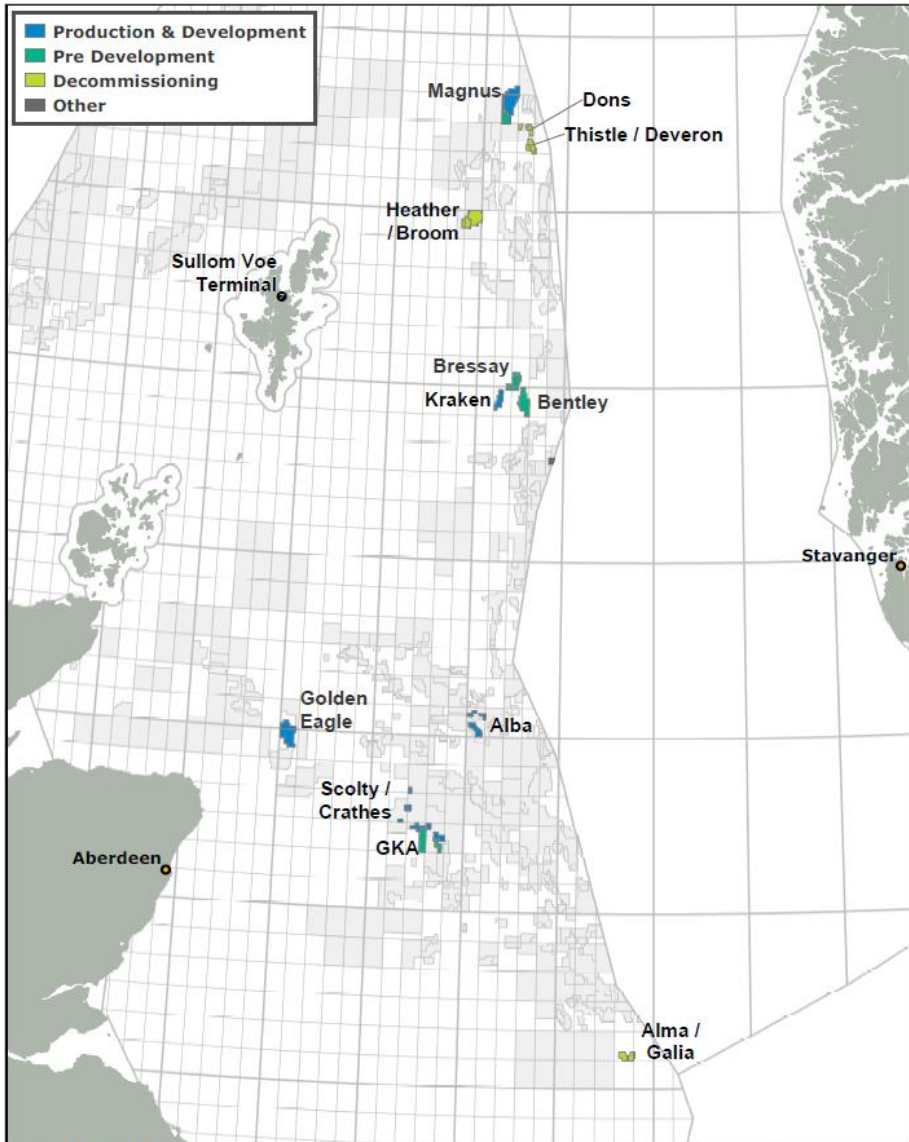 Production & Development
Pre Development
Decommissioning
Other
Magnus
Dons
Thistle / Deveron
Heather
/Broom
Sullom Voe
Terminal
7
Bressay
Kraken
Bentley
Stavanger
Golden
Eagle
Alba
Scolty /
Crathes
GKA
Aberdeen
Alma /
Galia